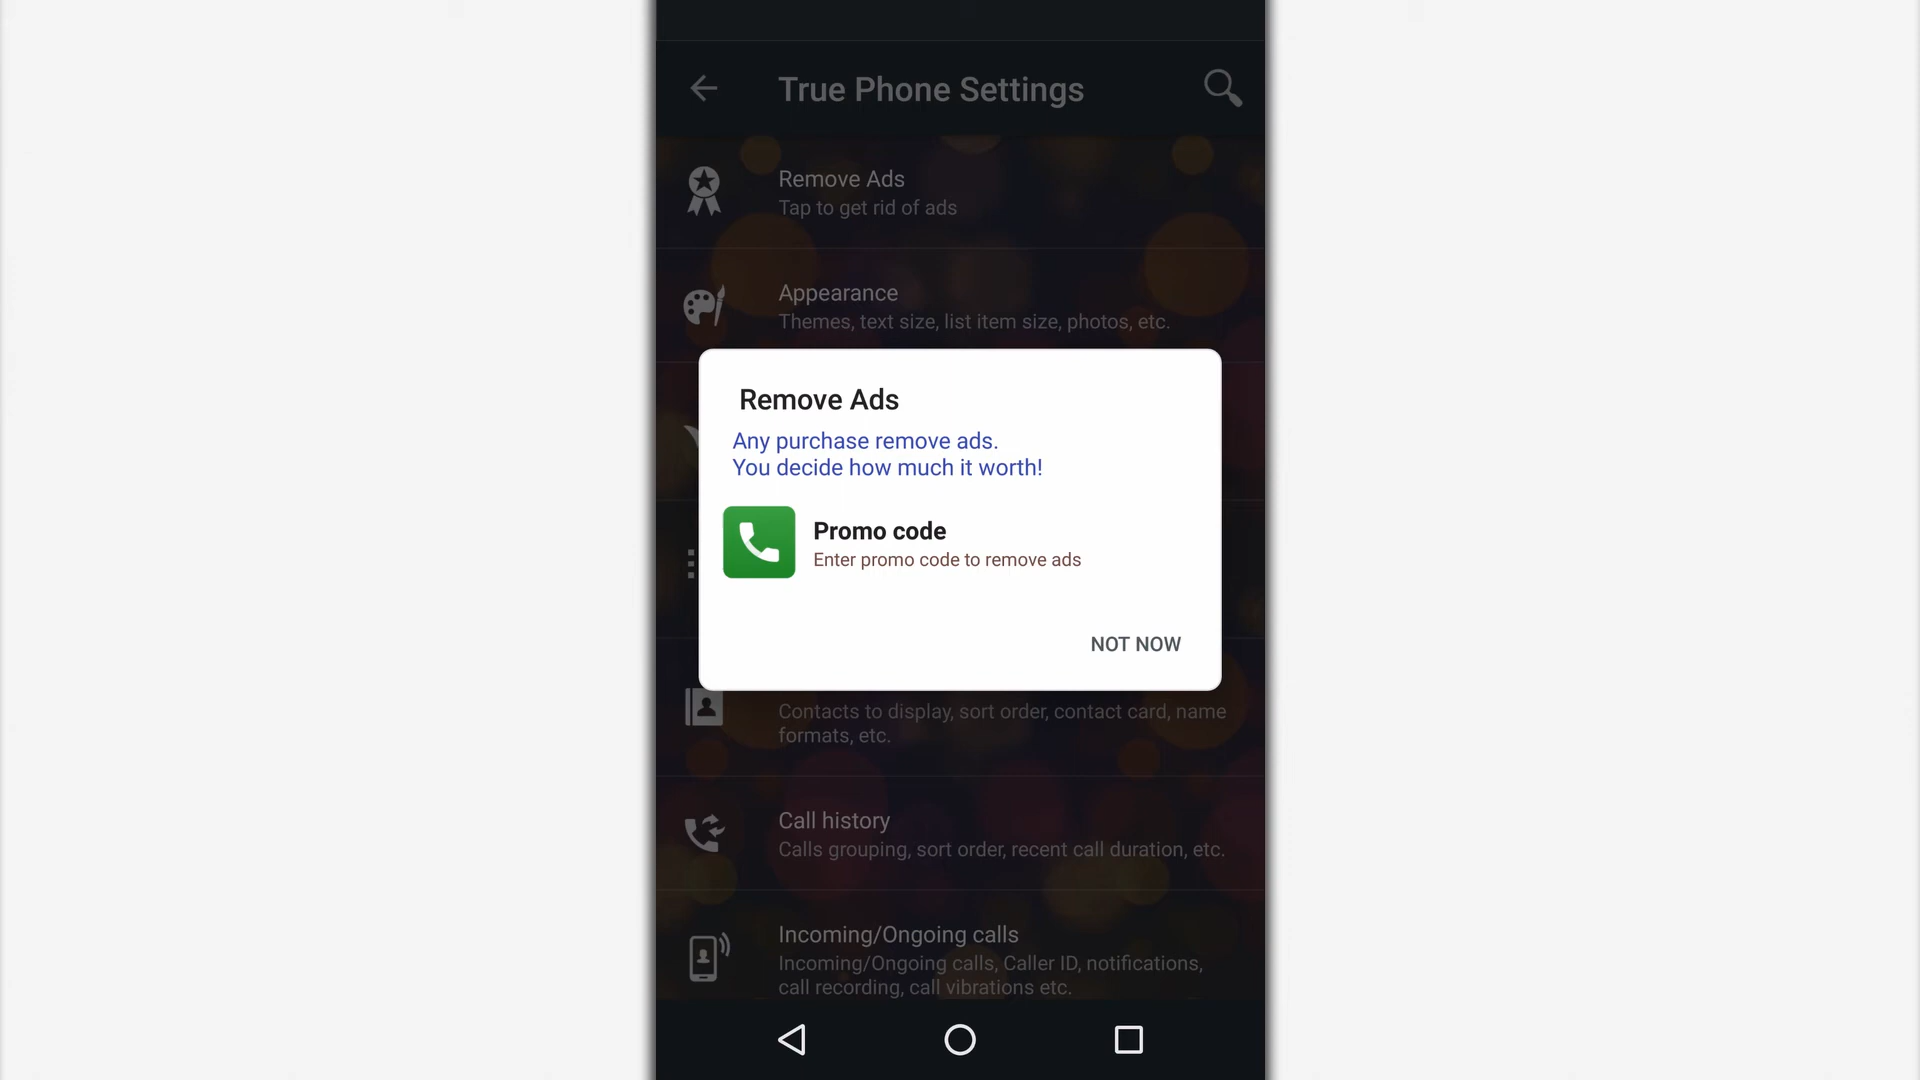 True Phone Settings
Remove Ads
Tap to get rid of ads
Appearance
Themes, text size, list item size, photos, etc.
Remove Ads
Any purchase remove ads.
You decide how much it worth!
Promo code
Enter promo code to remove ads
NOT NOW
Contacts to display, sort order, contact card, name
formats, etc.
Call history
Calls grouping, sort order, recent call duration, etc.
Incoming/Ongoing calls
Incoming/Ongoing calls, Caller ID, notifications,
call recording, call vibrations etc.